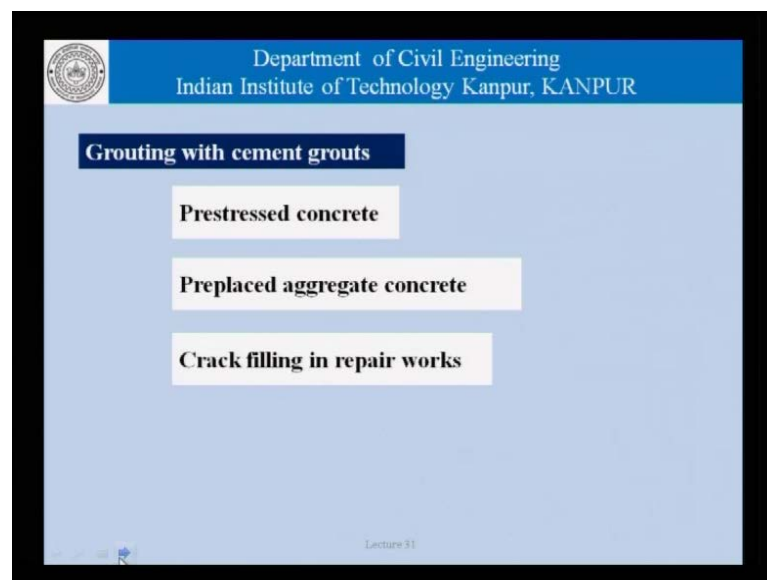 Department of Civil Engineering
Indian Institute of Technology Kanpur, KANPUR
Grouting with cement grouts
Prestressed concrete
Preplaced aggregate concrete
Crack filling in repair works
Lecture 31